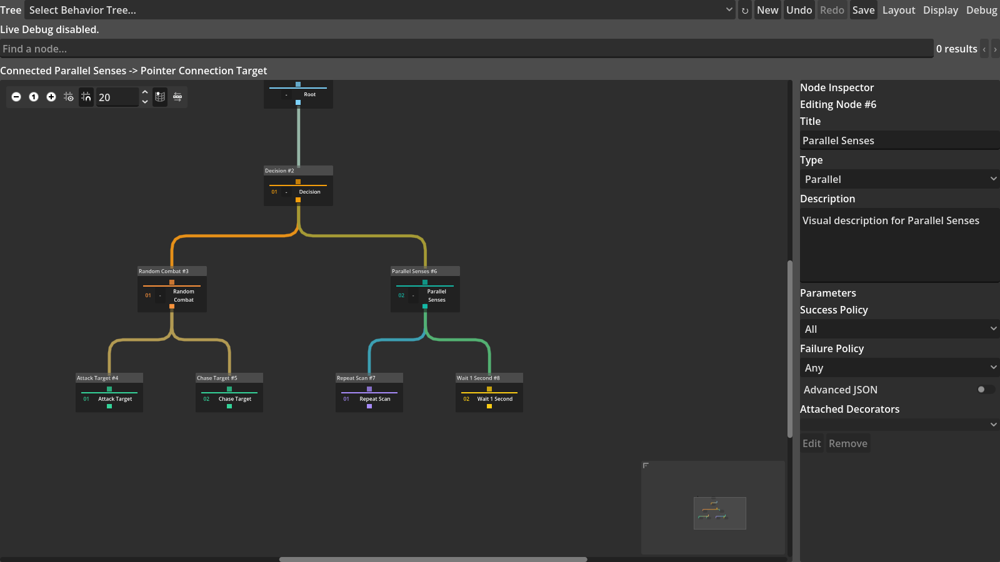 Tree Select Behavior Tree... New Undo Redo Save Layout Display Debug
Live Debug disabled.
Find a node... 0 results ‹ ›
Connected Parallel Senses -> Pointer Connection Target
1 20
- Root
Decision #2
01 - Decision
Random Combat #3
01 - Random
Combat
Parallel Senses #6
02 - Parallel
Senses
Attack Target #4
01 Attack Target
Chase Target #5
02 Chase Target
Repeat Scan #7
01 Repeat Scan
Wait 1 Second #8
02 Wait 1 Second
Node Inspector
Editing Node #6
Title
Parallel Senses
Type
Parallel
Description
Visual description for Parallel Senses
Parameters
Success Policy
All
Failure Policy
Any
Advanced JSON
Attached Decorators
Edit Remove